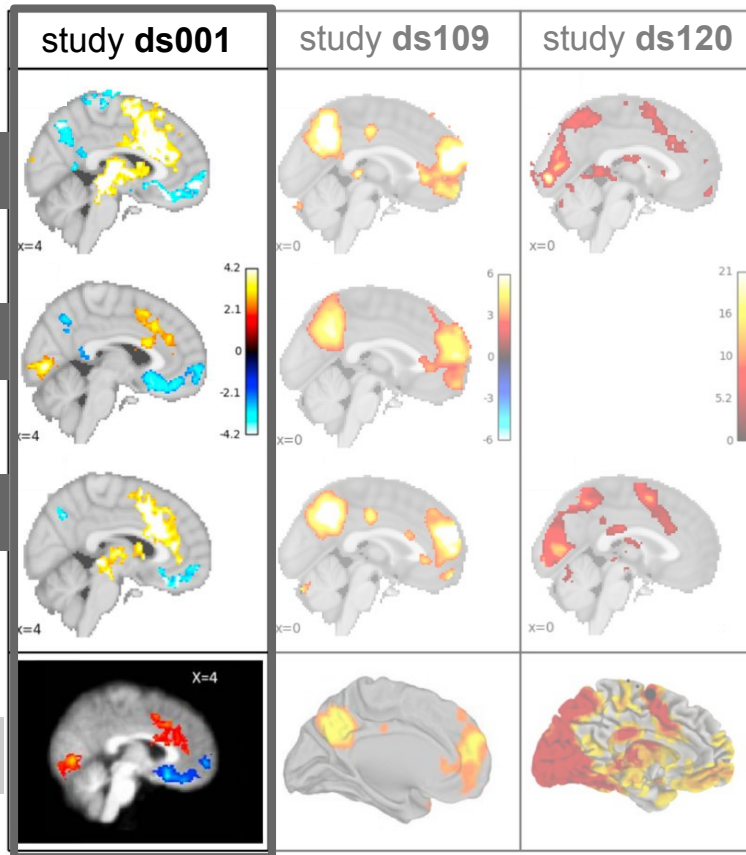 study ds001
study ds109
study ds120
x=4
x=0
x=0
4.2
2.1
0
-2.1
-4.2
x=4
6
3
0
-3
-6
x=0
21
16
10
5.2
0
x=4
x=0
x=0
X=4